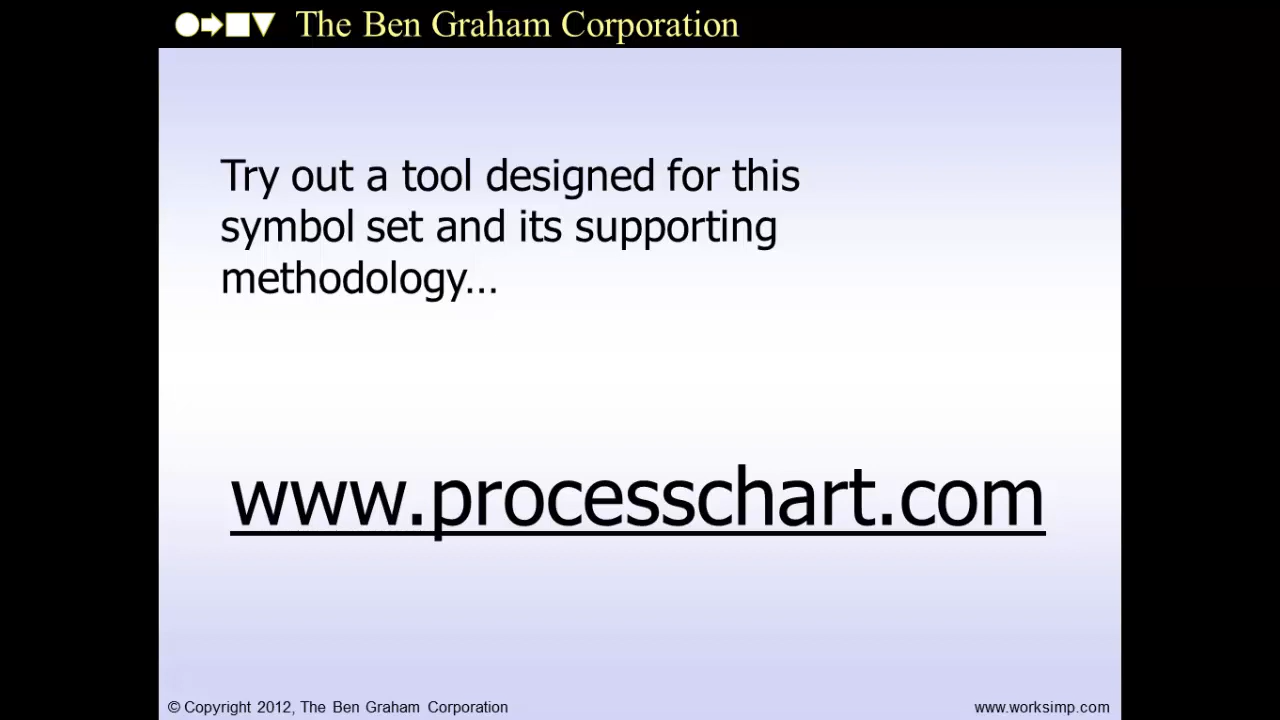 The Ben Graham Corporation
Try out a tool designed for this
symbol set and its supporting
methodology...
www.processchart.com
© Copyright 2012, The Ben Graham Corporation
www.worksimp.com